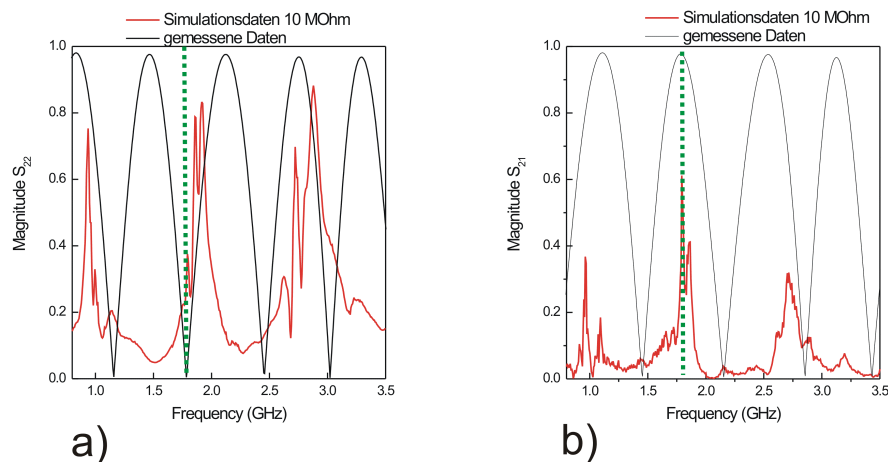 Simulationsdaten 10 MOhm
gemessene Daten
1.0
0.8
0.6
0.4
0.2
0.0
Magnitude S22
1.0 1.5 2.0 2.5 3.0 3.5
Frequency (GHz)
a)
Simulationsdaten 10 MOhm
gemessene Daten
1.0
0.8
0.6
0.4
0.2
0.0
Magnitude S21
1.0 1.5 2.0 2.5 3.0 3.5
Frequency (GHz)
b)